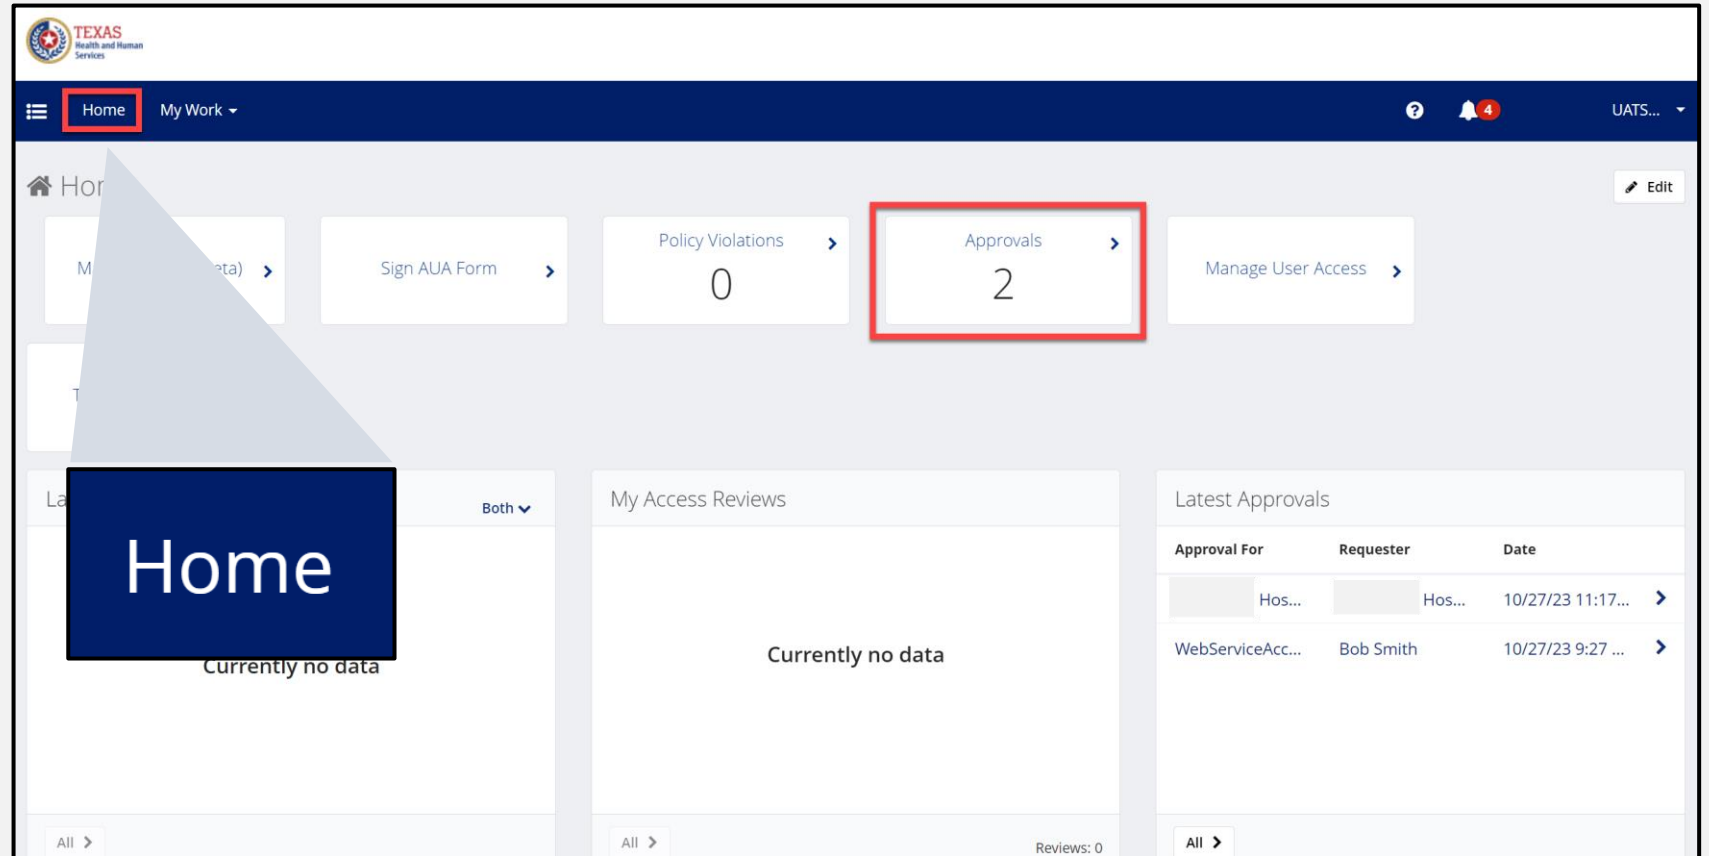 TEXAS
Health and Human
Services
Home My Work
4 UATS...
Edit
Policy Violations
0
Approvals
2
Sign AUA Form
Manage User Access
Home
Both
Currently no data
All
My Access Reviews
Currently no data
All
Reviews: 0
Latest Approvals
Approval For Requester Date
Hos... Hos... 10/27/23 11:17...
WebServiceAcc... Bob Smith 10/27/23 9:27 ...
All